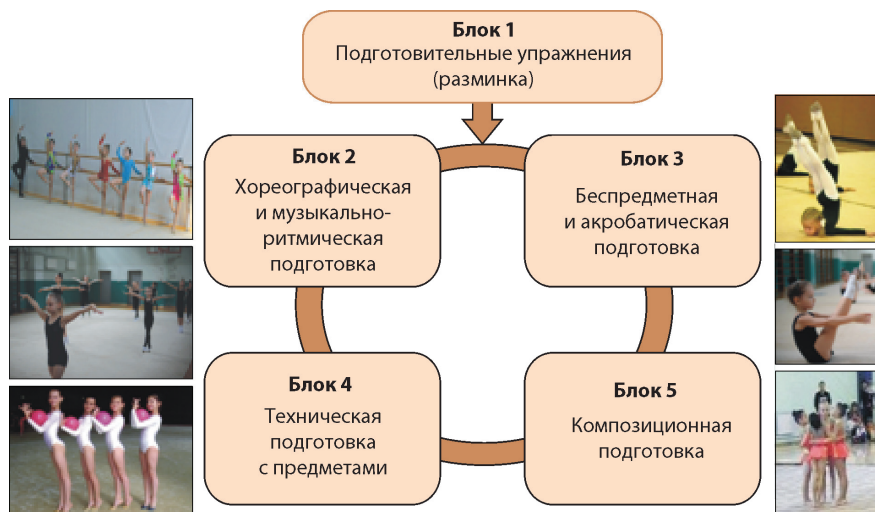 Блок 1
Подготовительные упражнения
(разминка)
Блок 2
Хореографическая
и музыкально-
ритмическая
подготовка
Блок 3
Беспредметная
и акробатическая
подготовка
Блок 4
Техническая
подготовка
с предметами
Блок 5
Композиционная
подготовка